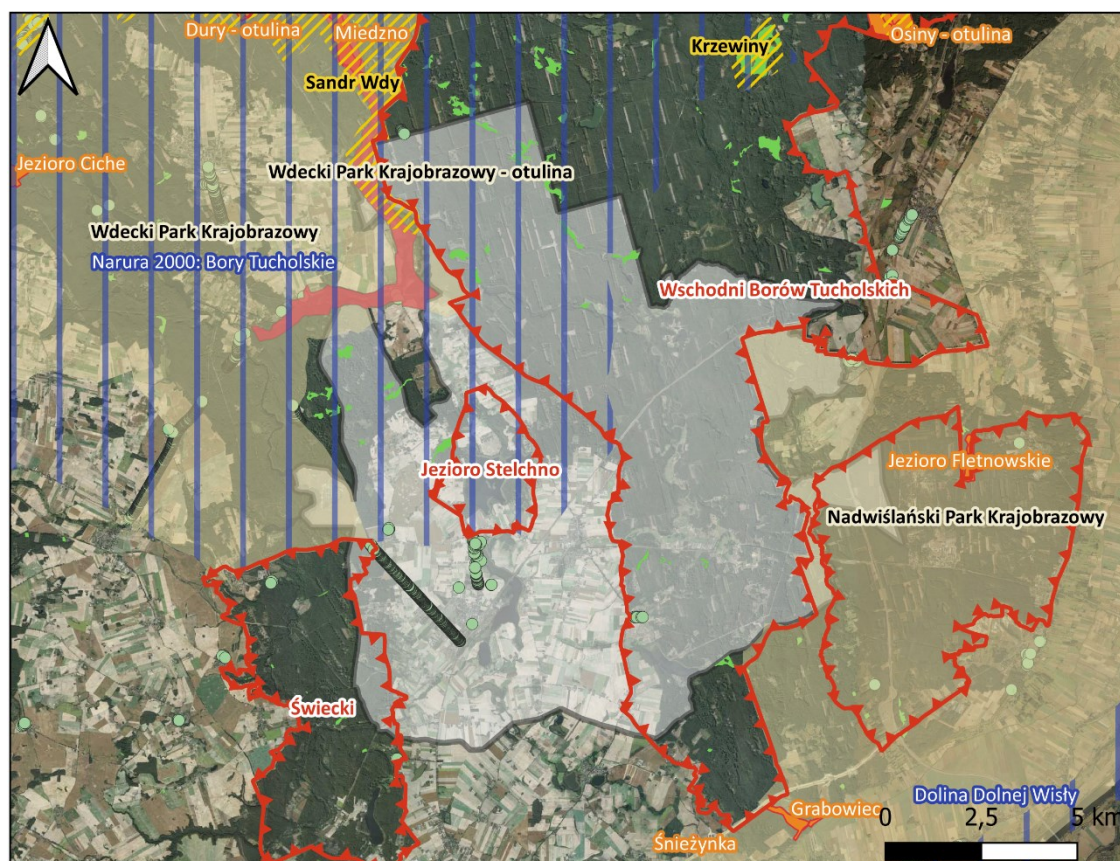 Dury - otulina
Miedzno
Osiny - otulina
Krzewiny
Sandr Wdy
Jezioro Ciche
Wdecki Park Krajobrazowy - otulina
Wdecki Park Krajobrazowy
Narura 2000: Bory Tucholskie
Wschodni Borów Tucholskich
Jezioro Stelchno
Jezioro Fletnowskie
Nadwiślański Park Krajobrazowy
Świecki
Dolina Dolnej Wisły
Grabowiec
Śnieżynka
0 2,5 5 km